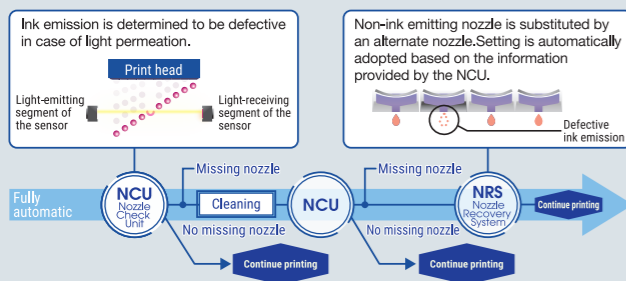 Ink emission is determined to be defective
in case of light permeation.
Print head
Light-emitting
segment of
the sensor
Light-receiving
segment of the
sensor
Non-ink emitting nozzle is substituted by
an alternate nozzle.Setting is automatically
adopted based on the information
provided by the NCU.
Defective
ink emission
Fully
automatic
NCU
Nozzle
Check
Unit
Missing nozzle
Cleaning
No missing nozzle
Continue printing
NCU
Missing nozzle
No missing nozzle
Continue printing
NRS
Nozzle
Recovery
System
Continue printing